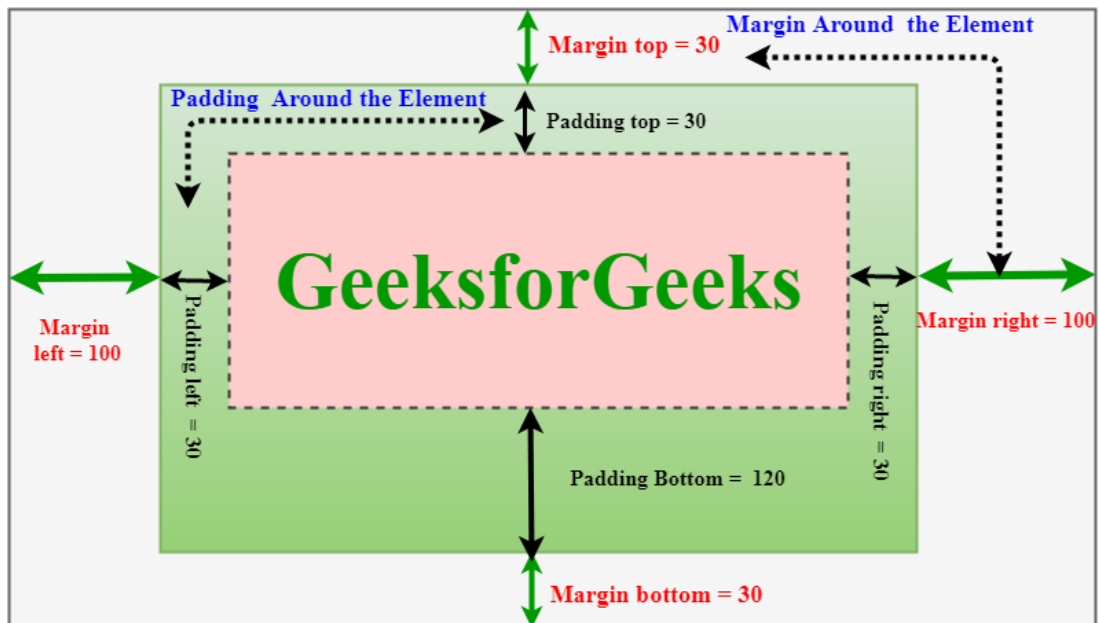 Margin Around the Element
Margin top = 30
Padding Around the Element
Padding top = 30
GeeksforGeeks
Margin
left = 100
Padding left = 30
Padding right = 30
Margin right = 100
Padding Bottom = 120
Margin bottom = 30